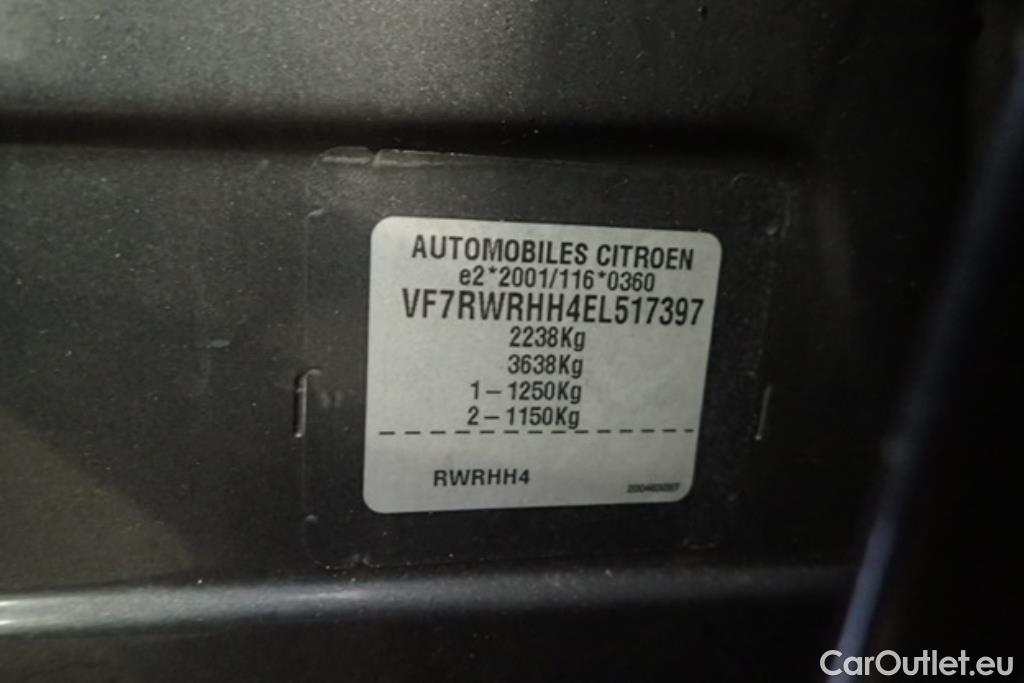 AUTOMOBILES CITROEN
e2*2001/116*0360
VF7RWRHH4EL517397
2238Kg
3638Kg
1 – 1250Kg
2 – 1150Kg
RWRHH4
CarOutlet.eu